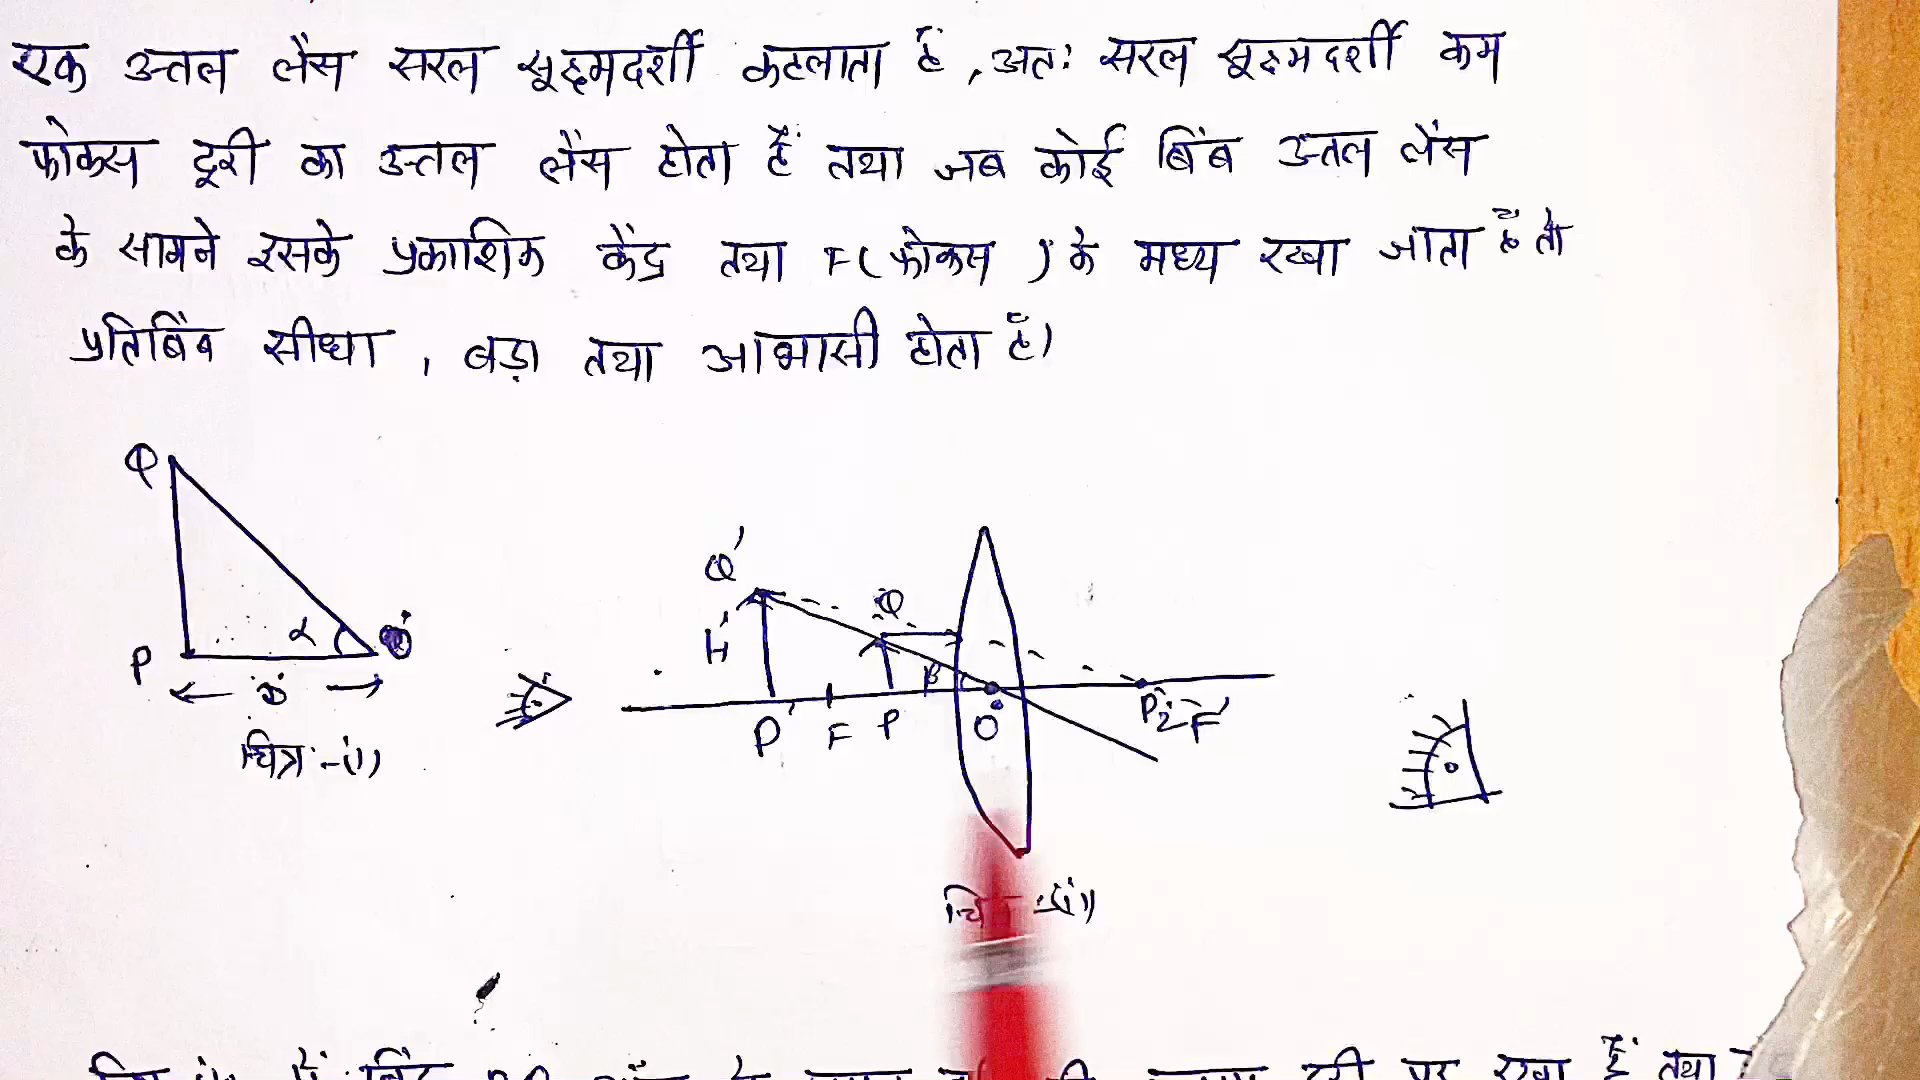 एक उत्तल लैंस सरल सूक्ष्मदर्शी कहलाता है, अतः सरल सूक्ष्मदर्शी कम
फोकस दूरी का उत्तल लैंस होता हैं तथा जब कोई बिंब उत्तल लैंस
के सामने इसके प्रकाशिक केंद्र तथा F(फोकस) के मध्य रखा जाता हैं तो
प्रतिबिंब सीधा, बड़ा तथा आभासी होता हैं।
Q
α
P
D
चित्र :-(i)
Q'
Q
H'
β
P' F P O P2 F'